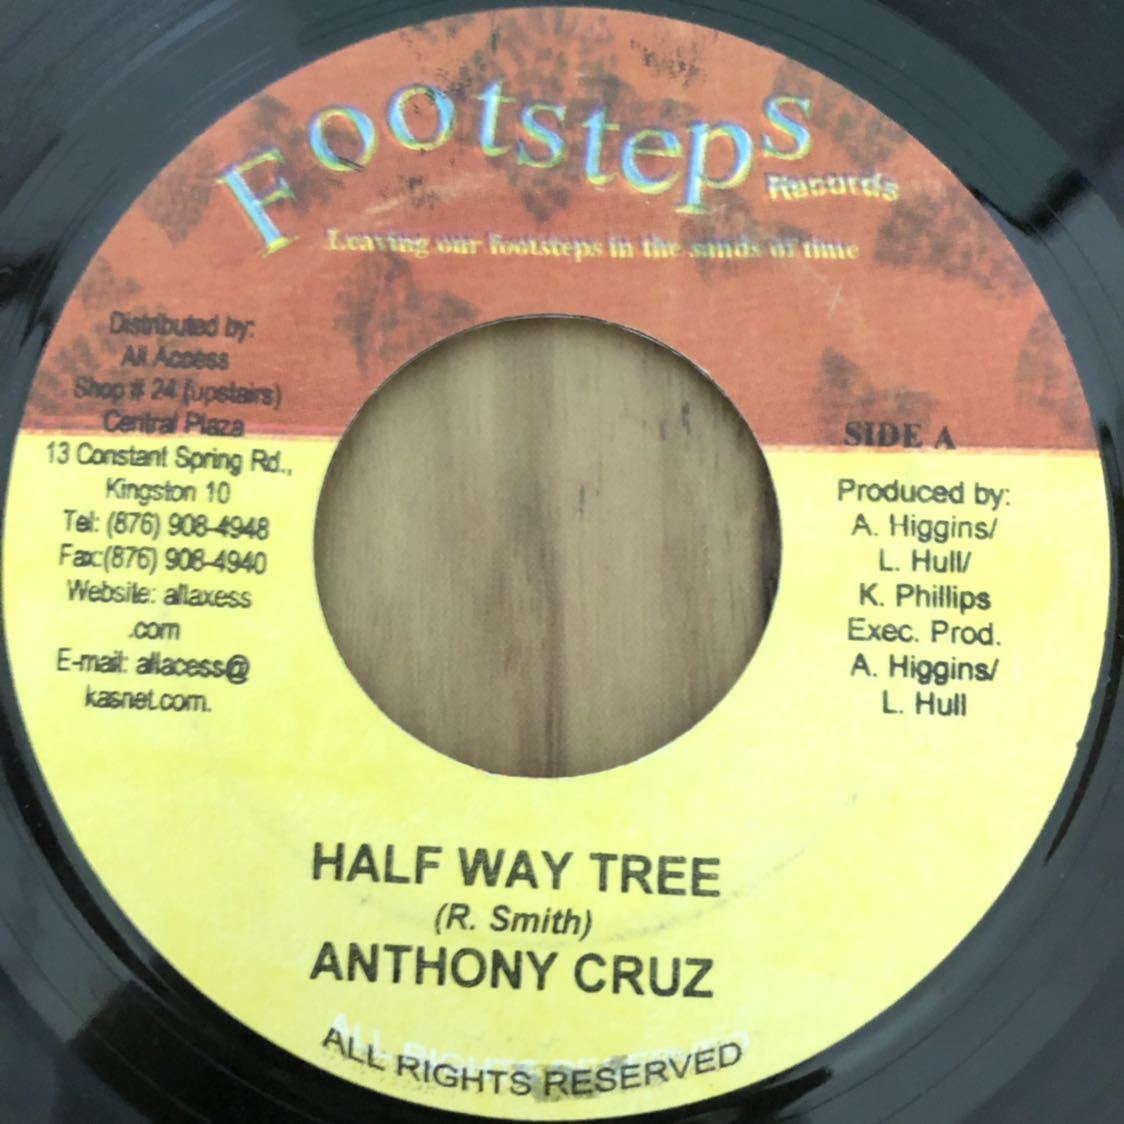 Footsteps
Records
Leaving our footsteps in the sands of time
Distributed by:
All Access
Shop # 24 (upstairs)
Central Plaza
13 Constant Spring Rd.,
Kingston 10
Tel: (876) 908-4948
Fax:(876) 908-4940
Website: allaxess
.com
E-mail: allacess@
kasnet.com.
SIDE A
Produced by:
A. Higgins/
L. Hull/
K. Phillips
Exec. Prod.
A. Higgins/
L. Hull
HALF WAY TREE
(R. Smith)
ANTHONY CRUZ
ALL RIGHTS RESERVED
ALL RIGHTS RESERVED